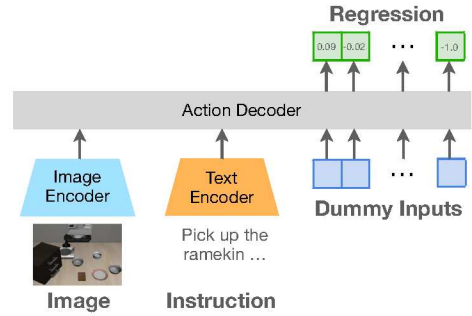 Regression
0.09 -0.02 ... -1.0
Action Decoder
Image
Encoder
Text
Encoder
...
Dummy Inputs
Pick up the
ramekin ...
Image
Instruction